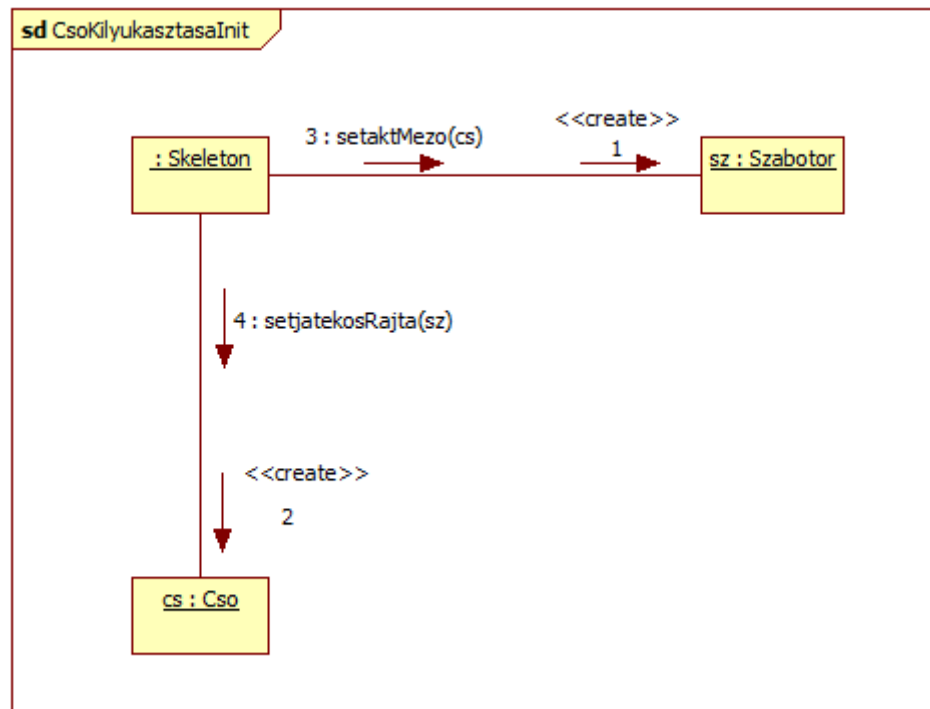 sd CsoKilyukasztasaInit
<<create>>
3 : setaktMezo(cs)
1
: Skeleton
sz : Szabotor
4 : setjatekosRajta(sz)
<<create>>
2
cs : Cso